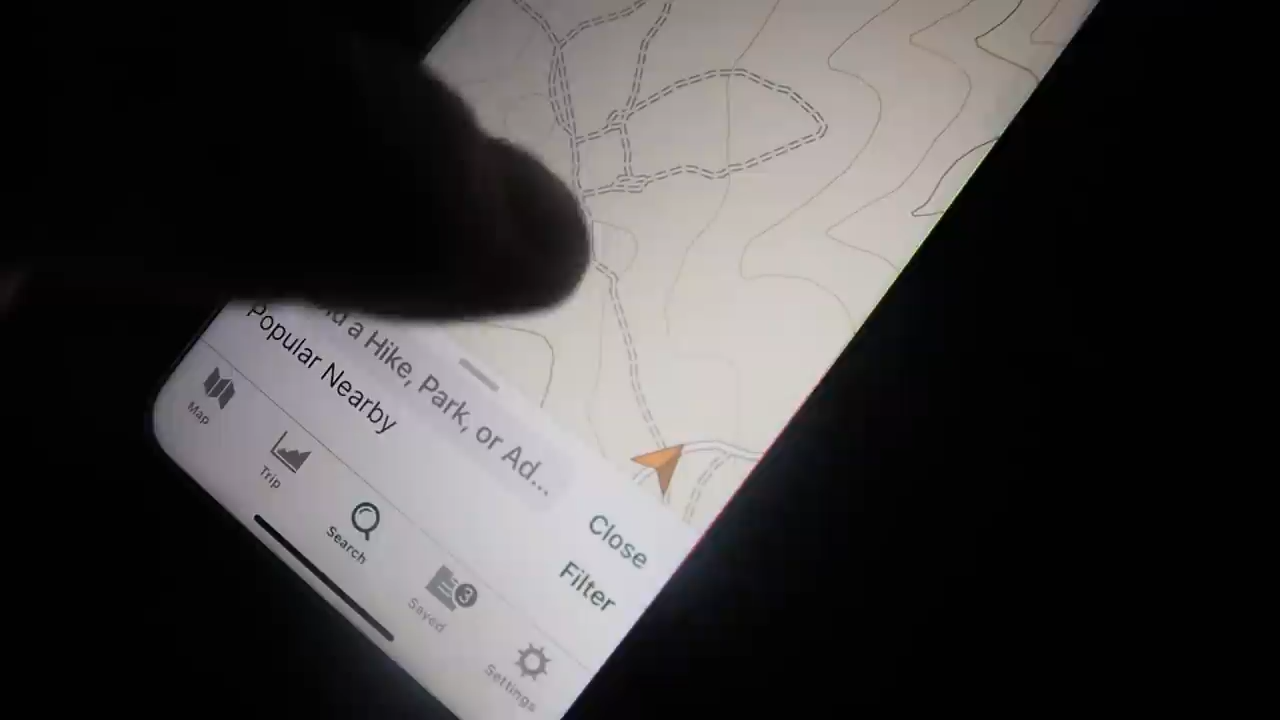 a Hike, Park, or Ad...
Close
Popular Nearby
Filter
Map
Trip
Search
3
Saved
Settings